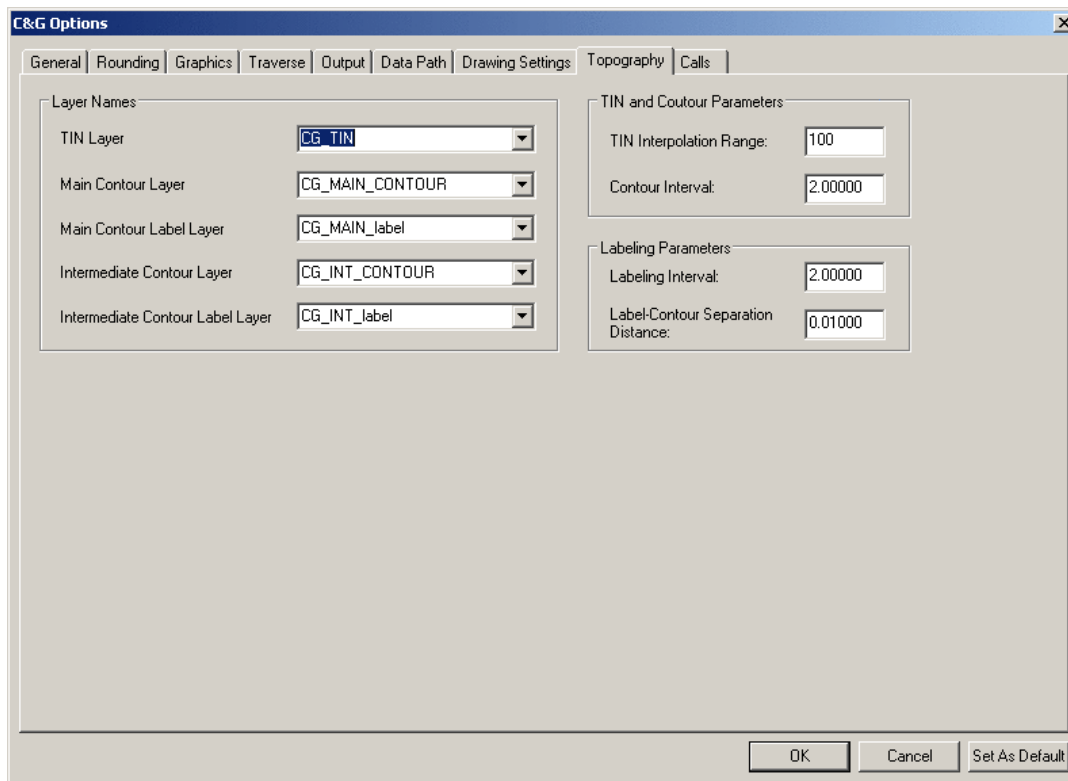 C&G Options
General Rounding Graphics Traverse Output Data Path Drawing Settings Topography Calls
Layer Names
TIN Layer CG_TIN
Main Contour Layer CG_MAIN_CONTOUR
Main Contour Label Layer CG_MAIN_label
Intermediate Contour Layer CG_INT_CONTOUR
Intermediate Contour Label Layer CG_INT_label
TIN and Coutour Parameters
TIN Interpolation Range: 100
Contour Interval: 2.00000
Labeling Parameters
Labeling Interval: 2.00000
Label-Contour Separation
Distance: 0.01000
OK Cancel Set As Default